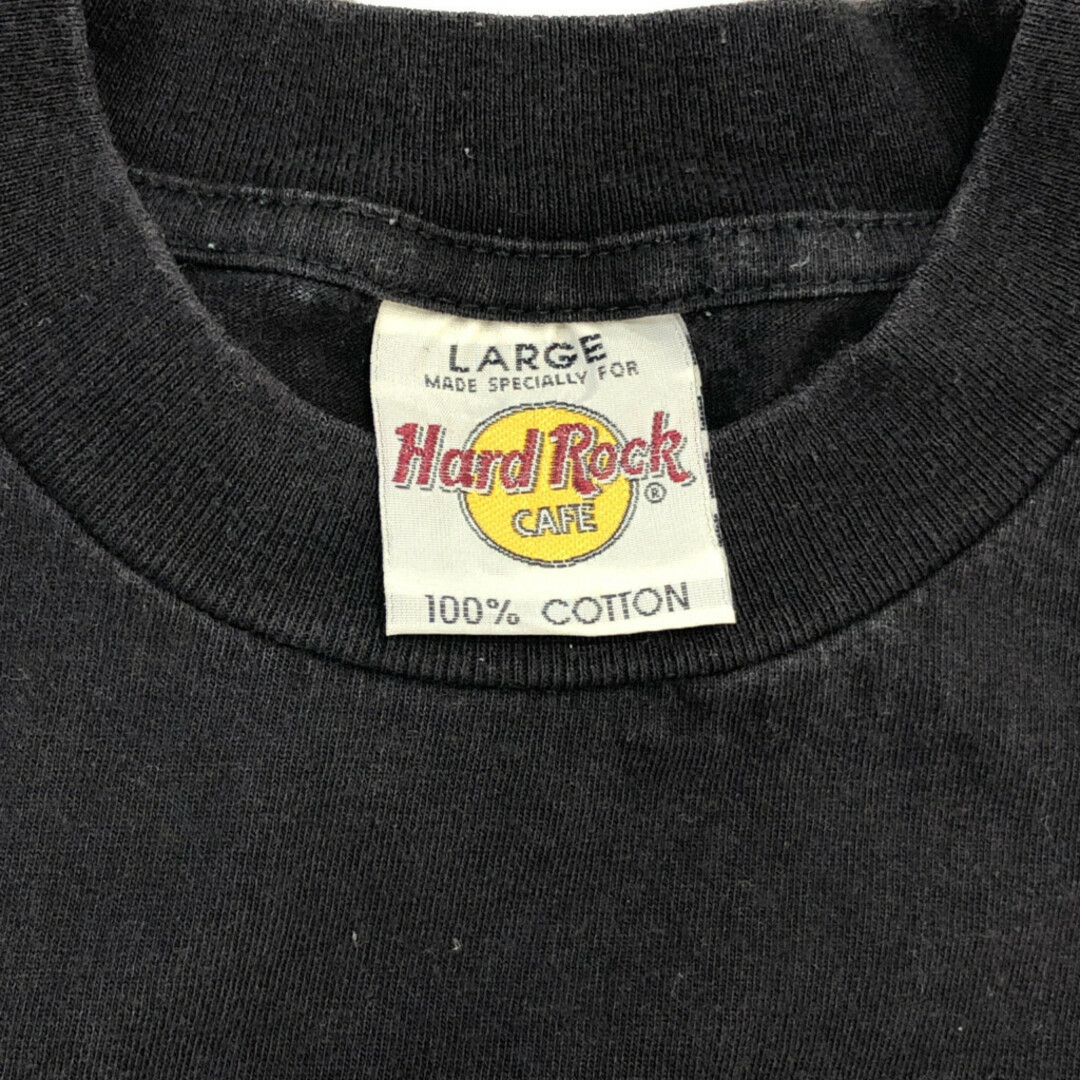 LARGE
MADE SPECIALLY FOR
Hard Rock
®
CAFE
100% COTTON